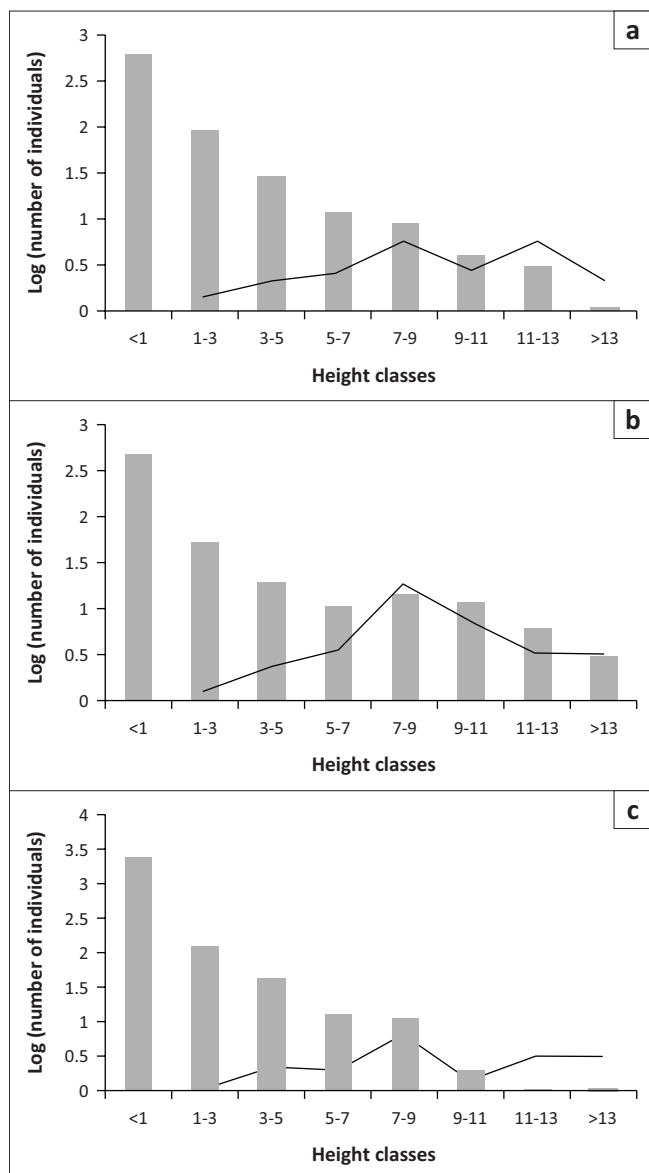 a
Log (number of individuals)
3
2.5
2
1.5
1
0.5
0
<1 1-3 3-5 5-7 7-9 9-11 11-13 >13
Height classes
b
Log (number of individuals)
3
2.5
2
1.5
1
0.5
0
<1 1-3 3-5 5-7 7-9 9-11 11-13 >13
Height classes
c
Log (number of individuals)
4
3.5
3
2.5
2
1.5
1
0.5
0
<1 1-3 3-5 5-7 7-9 9-11 11-13 >13
Height classes